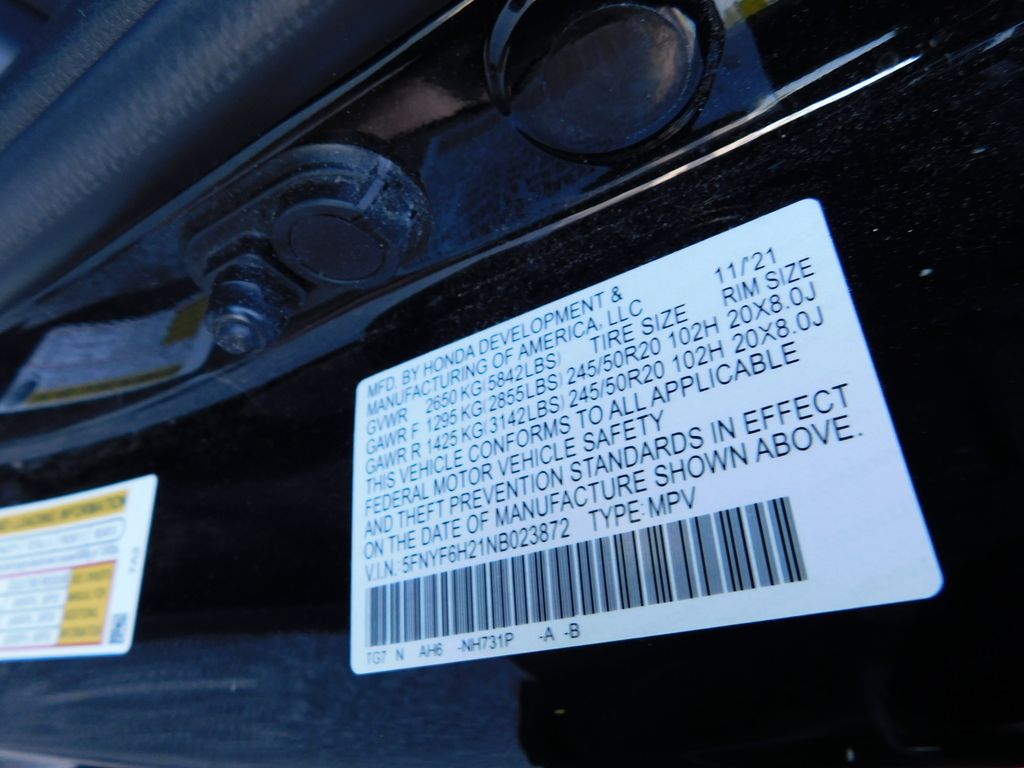 MFD. BY HONDA DEVELOPMENT &
MANUFACTURING OF AMERICA, LLC 11/'21
GVWR 2650 KG(5842LBS) TIRE SIZE RIM SIZE
GAWR F 1295 KG(2855LBS) 245/50R20 102H 20X8.0J
GAWR R 1425 KG(3142LBS) 245/50R20 102H 20X8.0J
THIS VEHICLE CONFORMS TO ALL APPLICABLE
FEDERAL MOTOR VEHICLE SAFETY
AND THEFT PREVENTION STANDARDS IN EFFECT
ON THE DATE OF MANUFACTURE SHOWN ABOVE.
V.I.N.:5FNYF6H21NB023872 TYPE:MPV
TG7 N AH6 -NH731P -A -B
LOADING INFORMATION